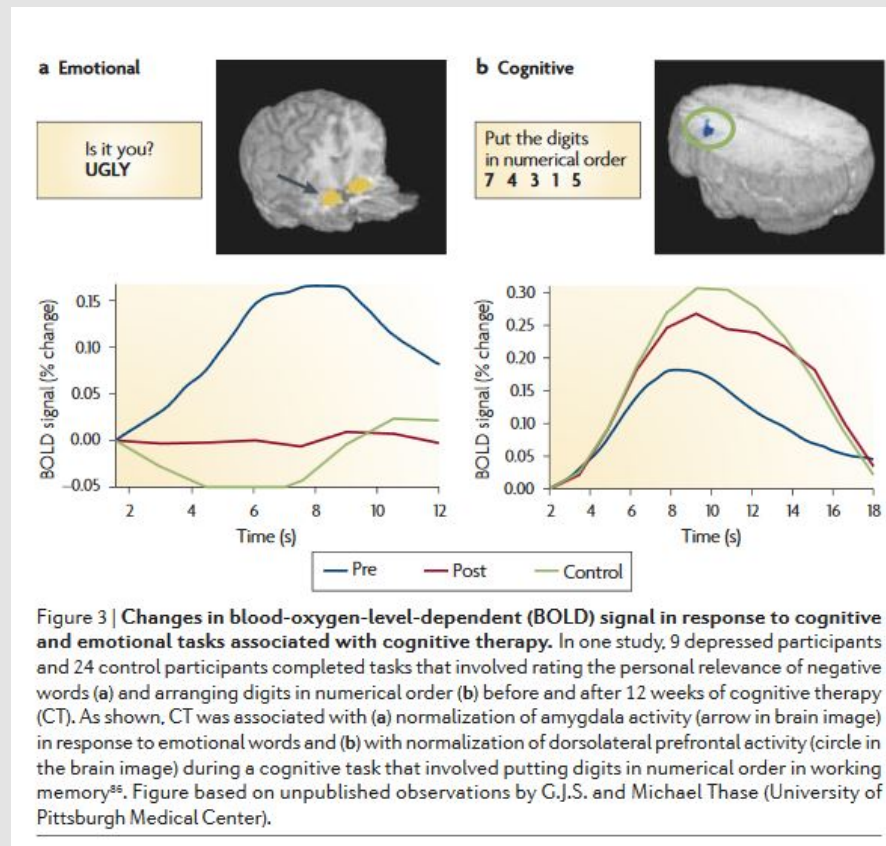 a Emotional
Is it you?
UGLY
b Cognitive
Put the digits
in numerical order
7 4 3 1 5
BOLD signal (% change)
0.15
0.10
0.05
0.00
–0.05
2 4 6 8 10 12
Time (s)
BOLD signal (% change)
0.30
0.25
0.20
0.15
0.10
0.05
0.00
2 4 6 8 10 12 14 16 18
Time (s)
Pre Post Control
Figure 3 | Changes in blood-oxygen-level-dependent (BOLD) signal in response to cognitive
and emotional tasks associated with cognitive therapy. In one study, 9 depressed participants
and 24 control participants completed tasks that involved rating the personal relevance of negative
words (a) and arranging digits in numerical order (b) before and after 12 weeks of cognitive therapy
(CT). As shown, CT was associated with (a) normalization of amygdala activity (arrow in brain image)
in response to emotional words and (b) with normalization of dorsolateral prefrontal activity (circle in
the brain image) during a cognitive task that involved putting digits in numerical order in working
memory⁸⁶. Figure based on unpublished observations by G.J.S. and Michael Thase (University of
Pittsburgh Medical Center).